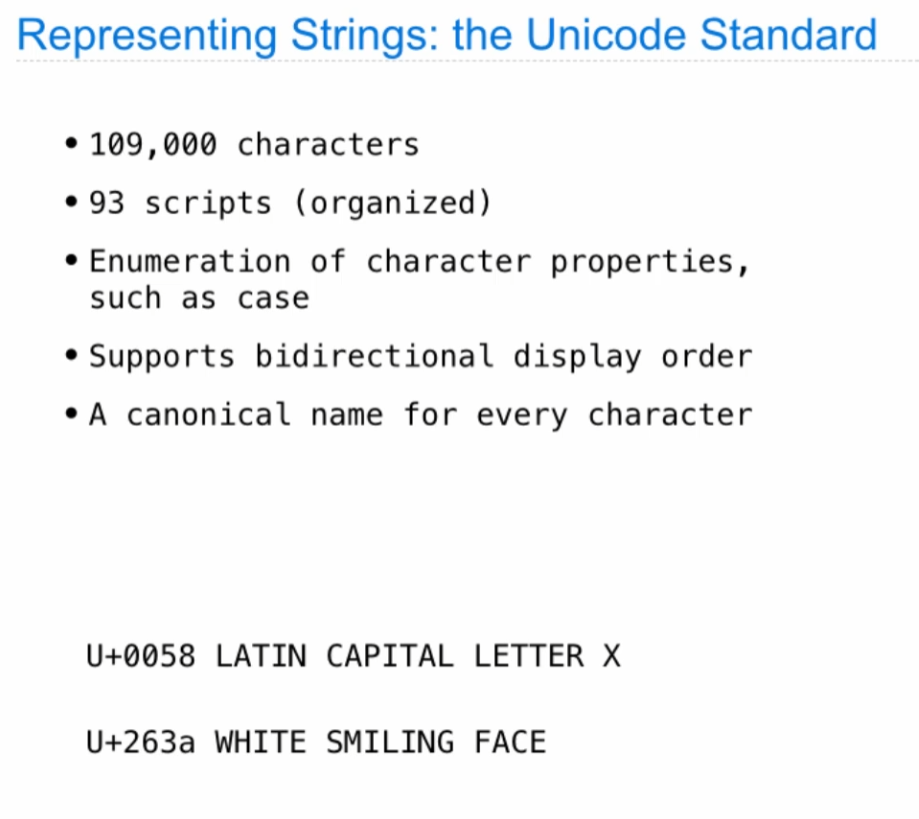 Representing Strings: the Unicode Standard
• 109,000 characters
• 93 scripts (organized)
• Enumeration of character properties,
such as case
• Supports bidirectional display order
• A canonical name for every character
U+0058 LATIN CAPITAL LETTER X
U+263a WHITE SMILING FACE